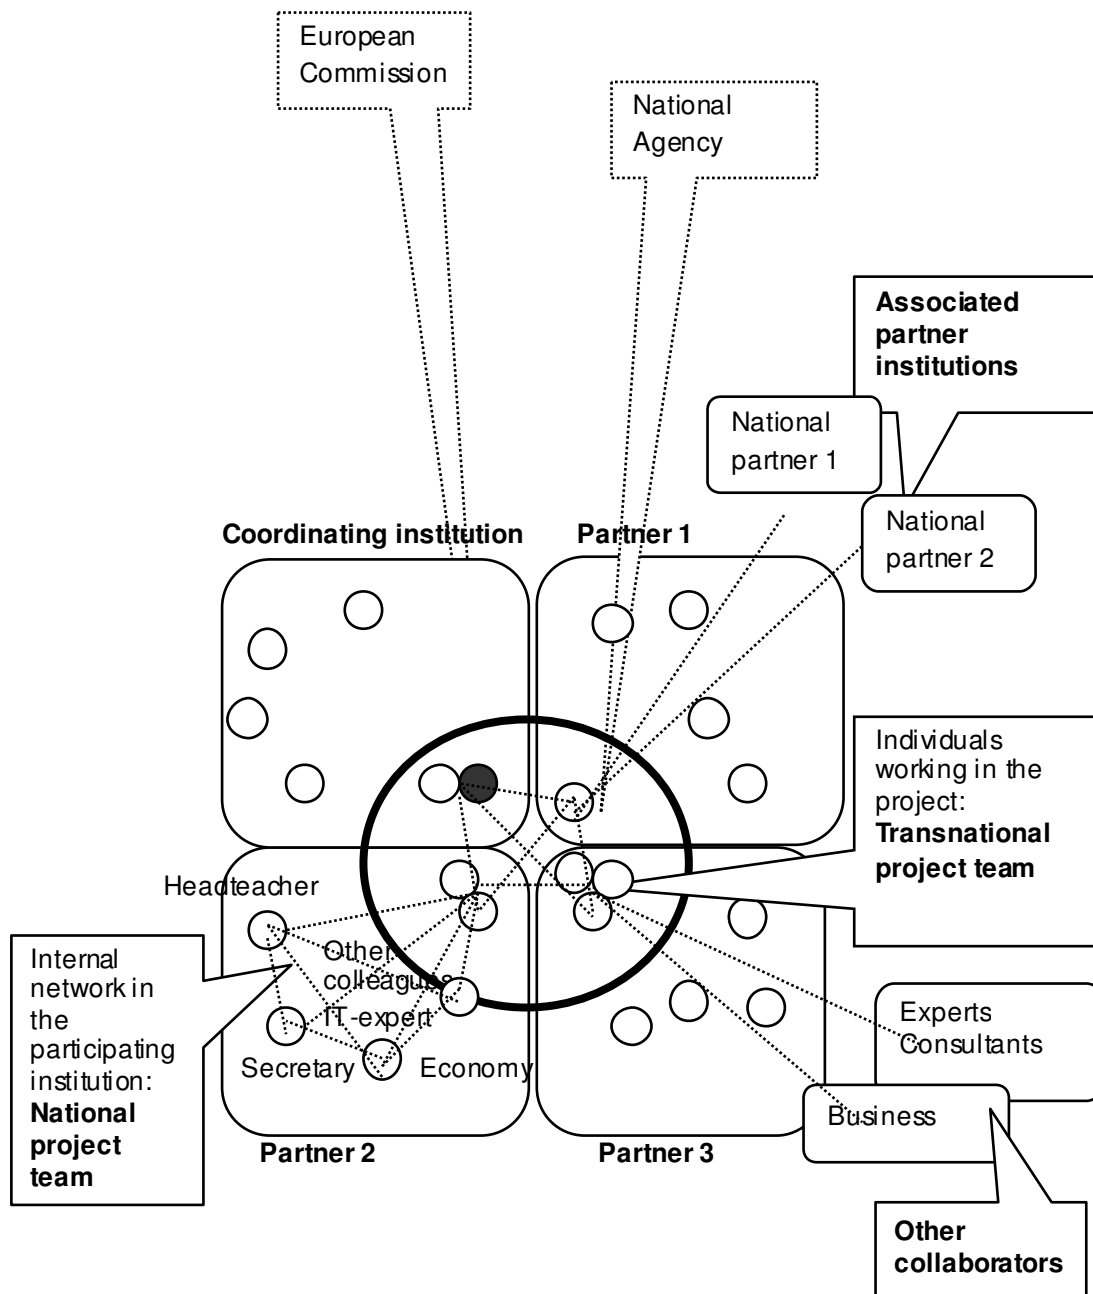 European
Commission
National
Agency
Associated
partner
institutions
National
partner 1
National
partner 2
Coordinating institution
Partner 1
Individuals
working in the
project:
Transnational
project team
Headteacher
Other
colleagues
IT-expert
Secretary
Economy
Internal
network in
the
participating
institution:
National
project
team
Experts
Consultants
Business
Partner 2
Partner 3
Other
collaborators